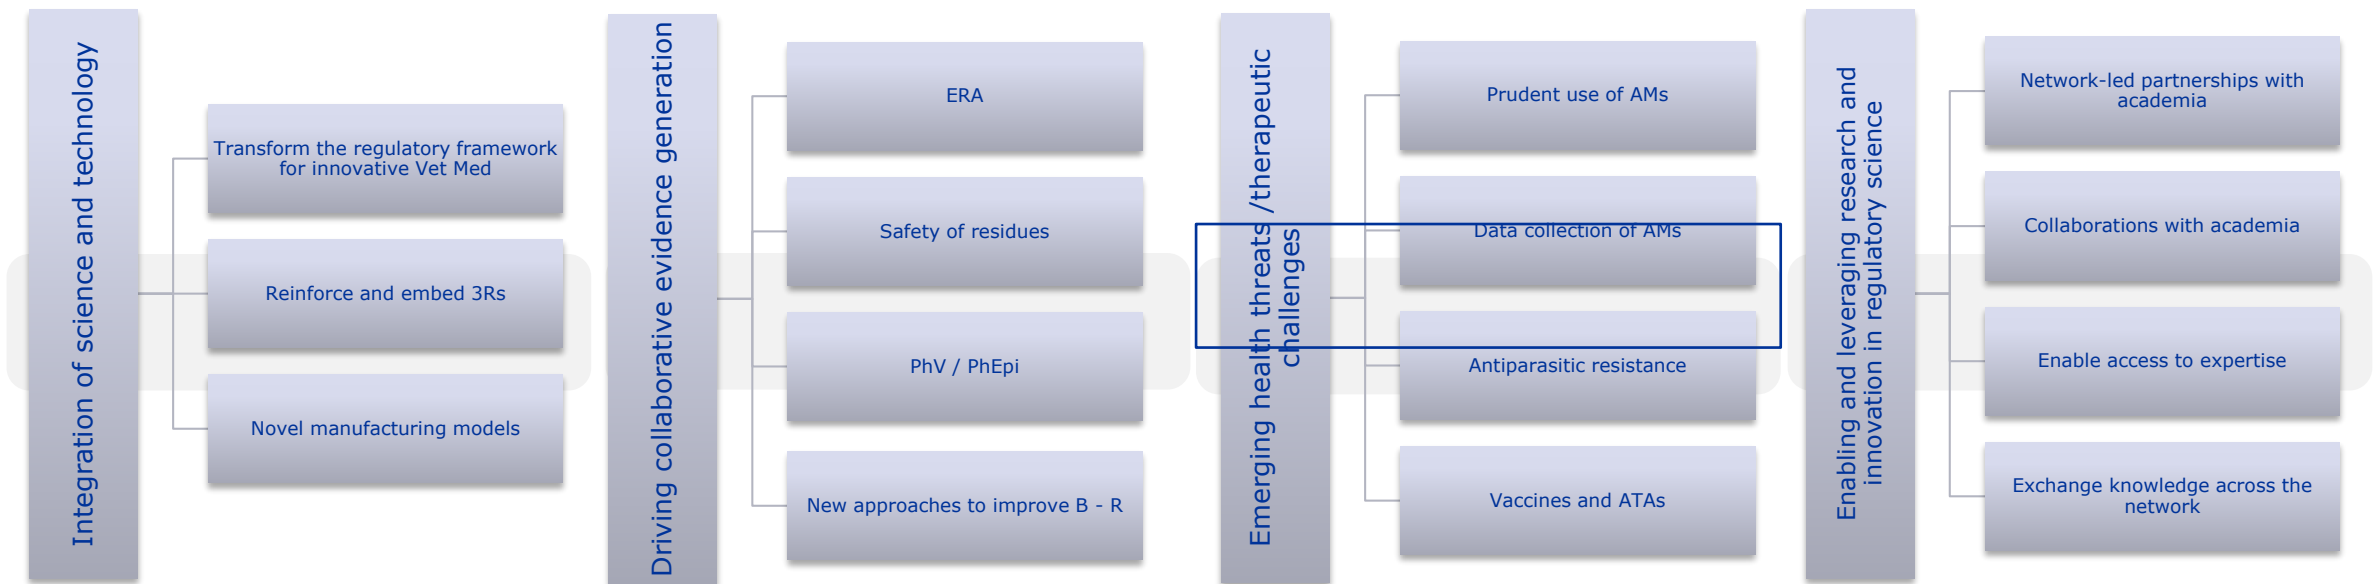 Integration of science and technology
Transform the regulatory framework
for innovative Vet Med
Reinforce and embed 3Rs
Novel manufacturing models
Driving collaborative evidence generation
ERA
Safety of residues
PhV / PhEpi
New approaches to improve B - R
Emerging health threats /therapeutic
challenges
Prudent use of AMs
Data collection of AMs
Antiparasitic resistance
Vaccines and ATAs
Enabling and leveraging research and
innovation in regulatory science
Network-led partnerships with
academia
Collaborations with academia
Enable access to expertise
Exchange knowledge across the
network